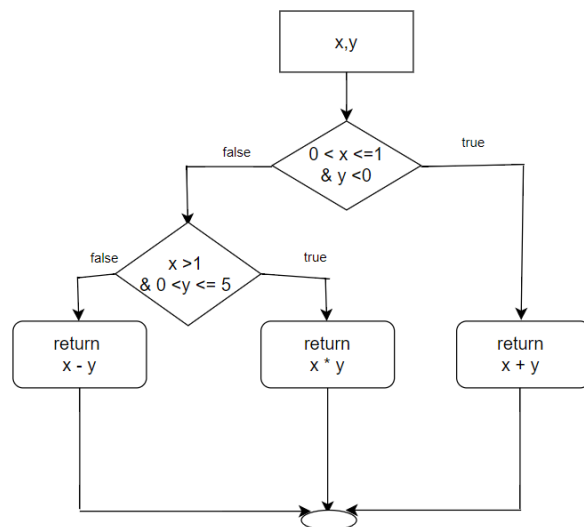 x,y
false
true
0 < x <=1
& y <0
false
true
x >1
& 0 <y <= 5
return
x - y
return
x * y
return
x + y